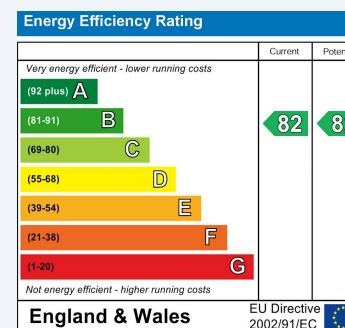 Energy Efficiency Rating
Current
Very energy efficient - lower running costs
(92 plus) A
(81-91) B 82
(69-80) C
(55-68) D
(39-54) E
(21-38) F
(1-20) G
Not energy efficient - higher running costs
England & Wales
EU Directive
2002/91/EC